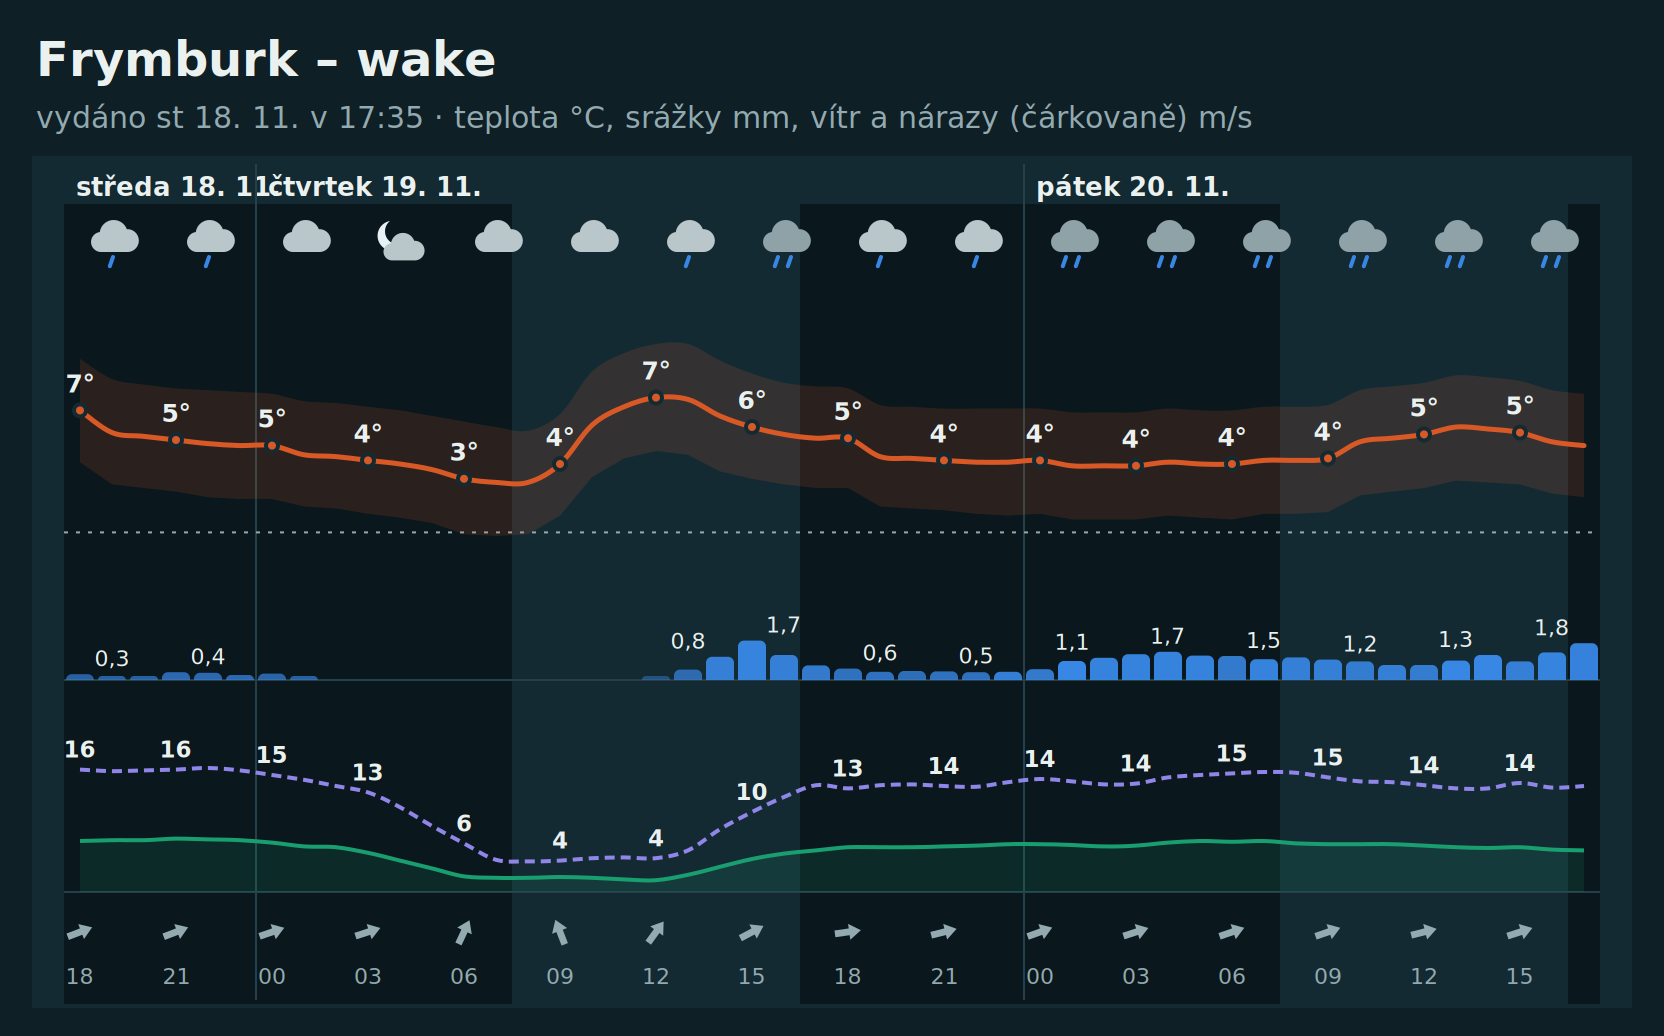 Frymburk – wake
vydáno st 18. 11. v 17:35 · teplota °C, srážky mm, vítr a nárazy (čárkovaně) m/s
středa 18. 11. čtvrtek 19. 11. pátek 20. 11.
7° 5° 5° 4° 3° 4° 7° 6° 5° 4° 4° 4° 4° 4° 5° 5°
0,3 0,4 0,8 1,7 0,6 0,5 1,1 1,7 1,5 1,2 1,3 1,8
16 16 15 13 6 4 4 10 13 14 14 14 15 15 14 14
18 21 00 03 06 09 12 15 18 21 00 03 06 09 12 15